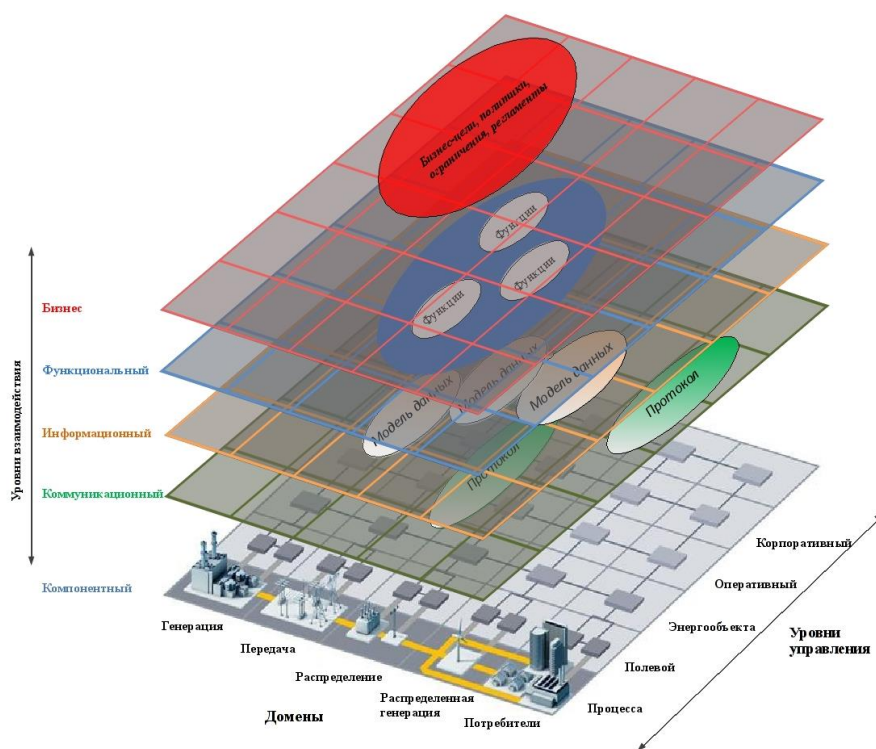 Бизнес-цели, политики,
ограничения, регламенты
Функции
Функции
Функции
Модель данных
Модель данных
Модель данных
Протокол
Протокол
Уровни взаимодействия
Бизнес
Функциональный
Информационный
Коммуникационный
Компонентный
Генерация
Передача
Распределение
Распределенная
генерация
Потребители
Домены
Корпоративный
Оперативный
Энергообъекта
Полевой
Процесса
Уровни
управления